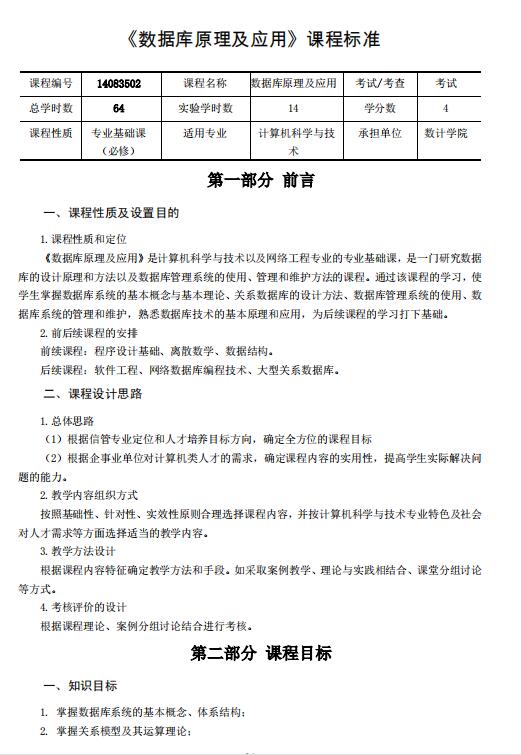 《数据库原理及应用》课程标准
课程编号 14083502 课程名称 数据库原理及应用 考试/考查 考试
总学时数 64 实验学时数 14 学分数 4
课程性质 专业基础课 适用专业 计算机科学与技 承担单位 数计学院
（必修） 术
第一部分 前言
一、课程性质及设置目的
1.课程性质和定位
《数据库原理及应用》是计算机科学与技术以及网络工程专业的专业基础课，是一门研究数据
库的设计原理和方法以及数据库管理系统的使用、管理和维护方法的课程。通过该课程的学习，使
学生掌握数据库系统的基本概念与基本理论、关系数据库的设计方法、数据库管理系统的使用、数
据库系统的管理和维护，熟悉数据库技术的基本原理和应用，为后续课程的学习打下基础。
2.前后续课程的安排
前续课程：程序设计基础、离散数学、数据结构。
后续课程：软件工程、网络数据库编程技术、大型关系数据库。
二、课程设计思路
1.总体思路
（1）根据信管专业定位和人才培养目标方向，确定全方位的课程目标
（2）根据企事业单位对计算机类人才的需求，确定课程内容的实用性，提高学生实际解决问
题的能力。
2.教学内容组织方式
按照基础性、针对性、实效性原则合理选择课程内容，并按计算机科学与技术专业特色及社会
对人才需求等方面选择适当的教学内容。
3.教学方法设计
根据课程内容特征确定教学方法和手段。如采取案例教学、理论与实践相结合、课堂分组讨论
等方式。
4.考核评价的设计
根据课程理论、案例分组讨论结合进行考核。
第二部分 课程目标
一、知识目标
1. 掌握数据库系统的基本概念、体系结构；
2. 掌握关系模型及其运算理论；